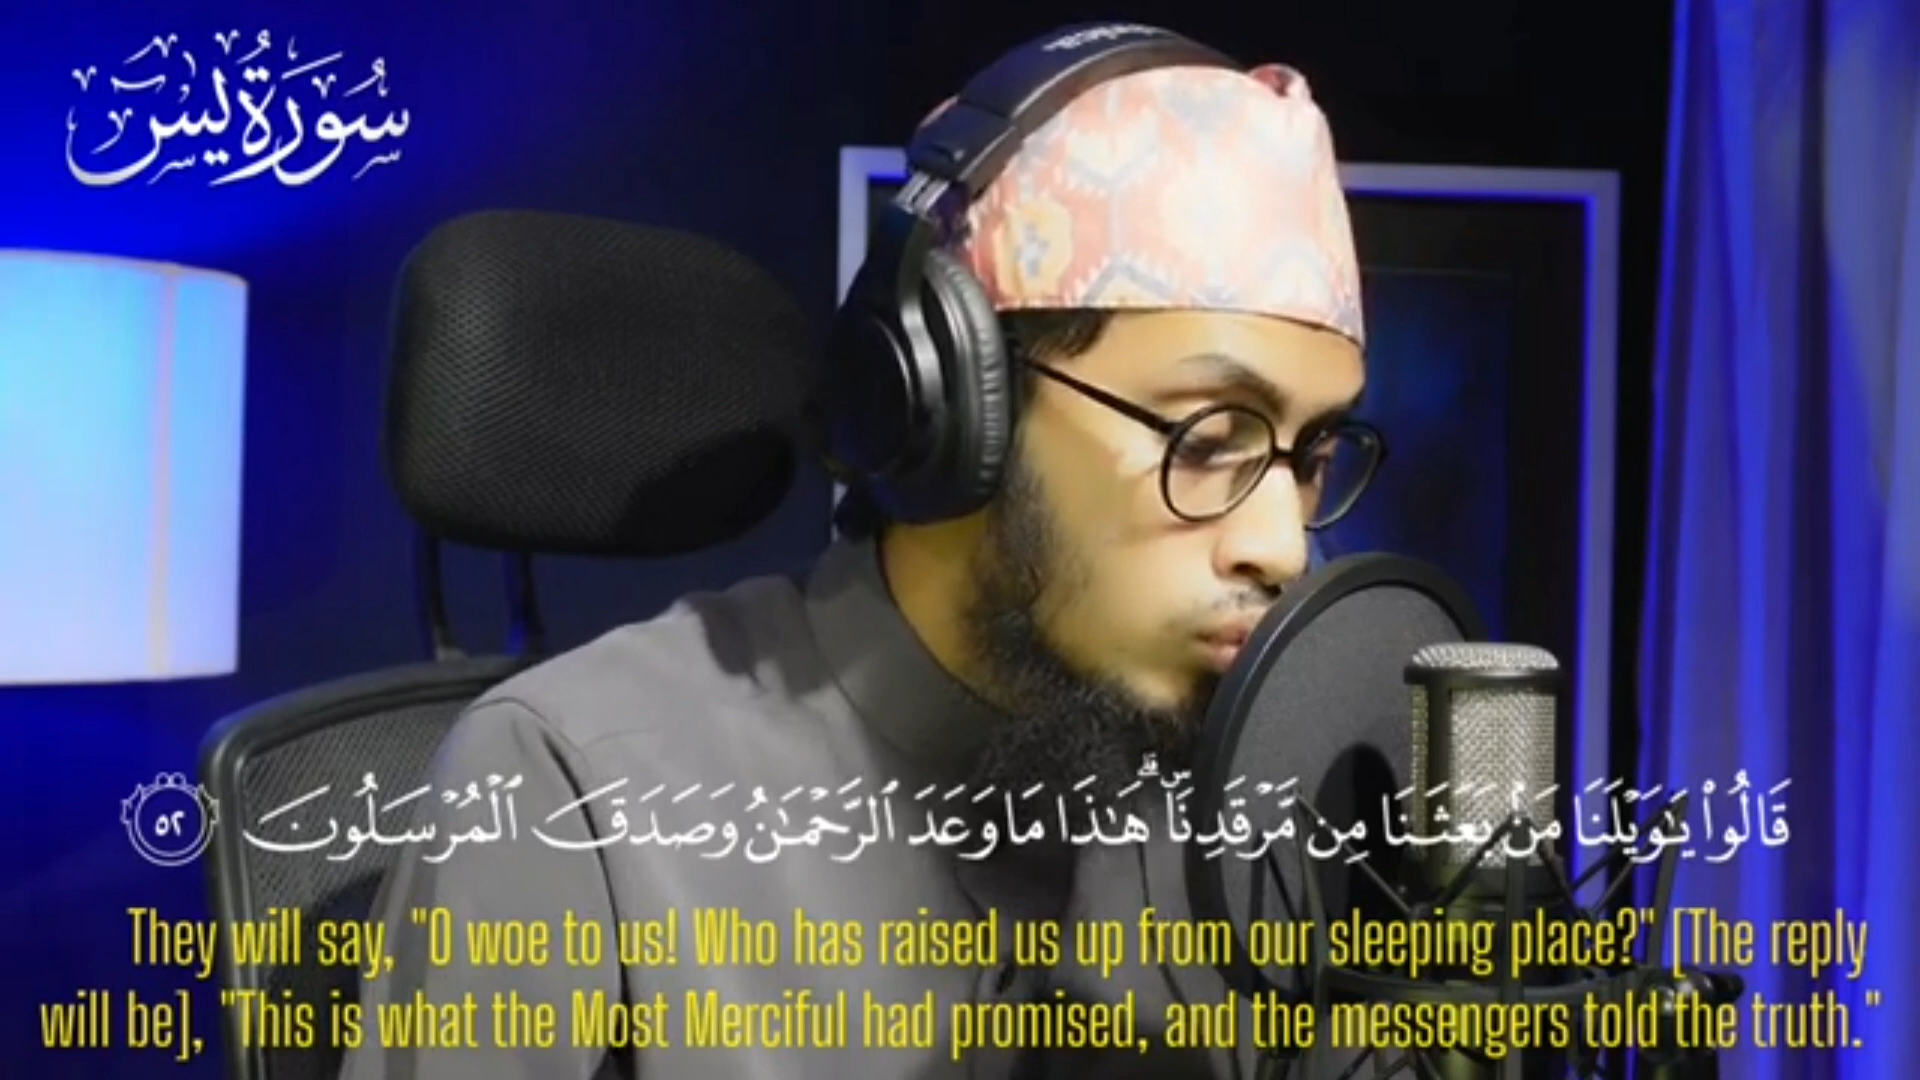 سُورَةُ يس
قَالُوا۟ يَـٰوَيْلَنَا مَنۢ بَعَثَنَا مِن مَّرْقَدِنَا ۜ ۗ هَـٰذَا مَا وَعَدَ ٱلرَّحْمَـٰنُ وَصَدَقَ ٱلْمُرْسَلُونَ ٥٢
They will say, "O woe to us! Who has raised us up from our sleeping place?" [The reply
will be], "This is what the Most Merciful had promised, and the messengers told the truth."